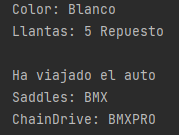 Color: Blanco
Llantas: 5 Repuesto
Ha viajado el auto
Saddles: BMX
ChainDrive: BMXPRO